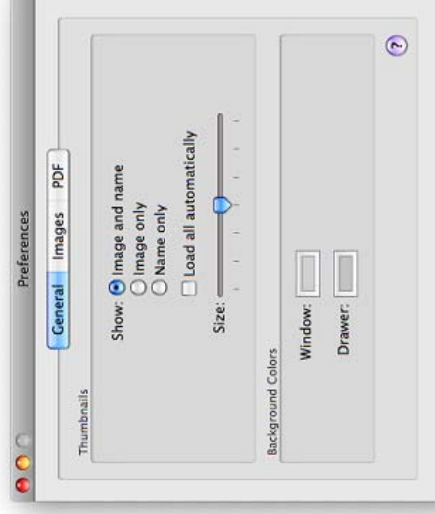 Preferences
General Images PDF
Thumbnails
Show: Image and name
Image only
Name only
Load all automatically
Size:
Background Colors
Window:
Drawer:
?